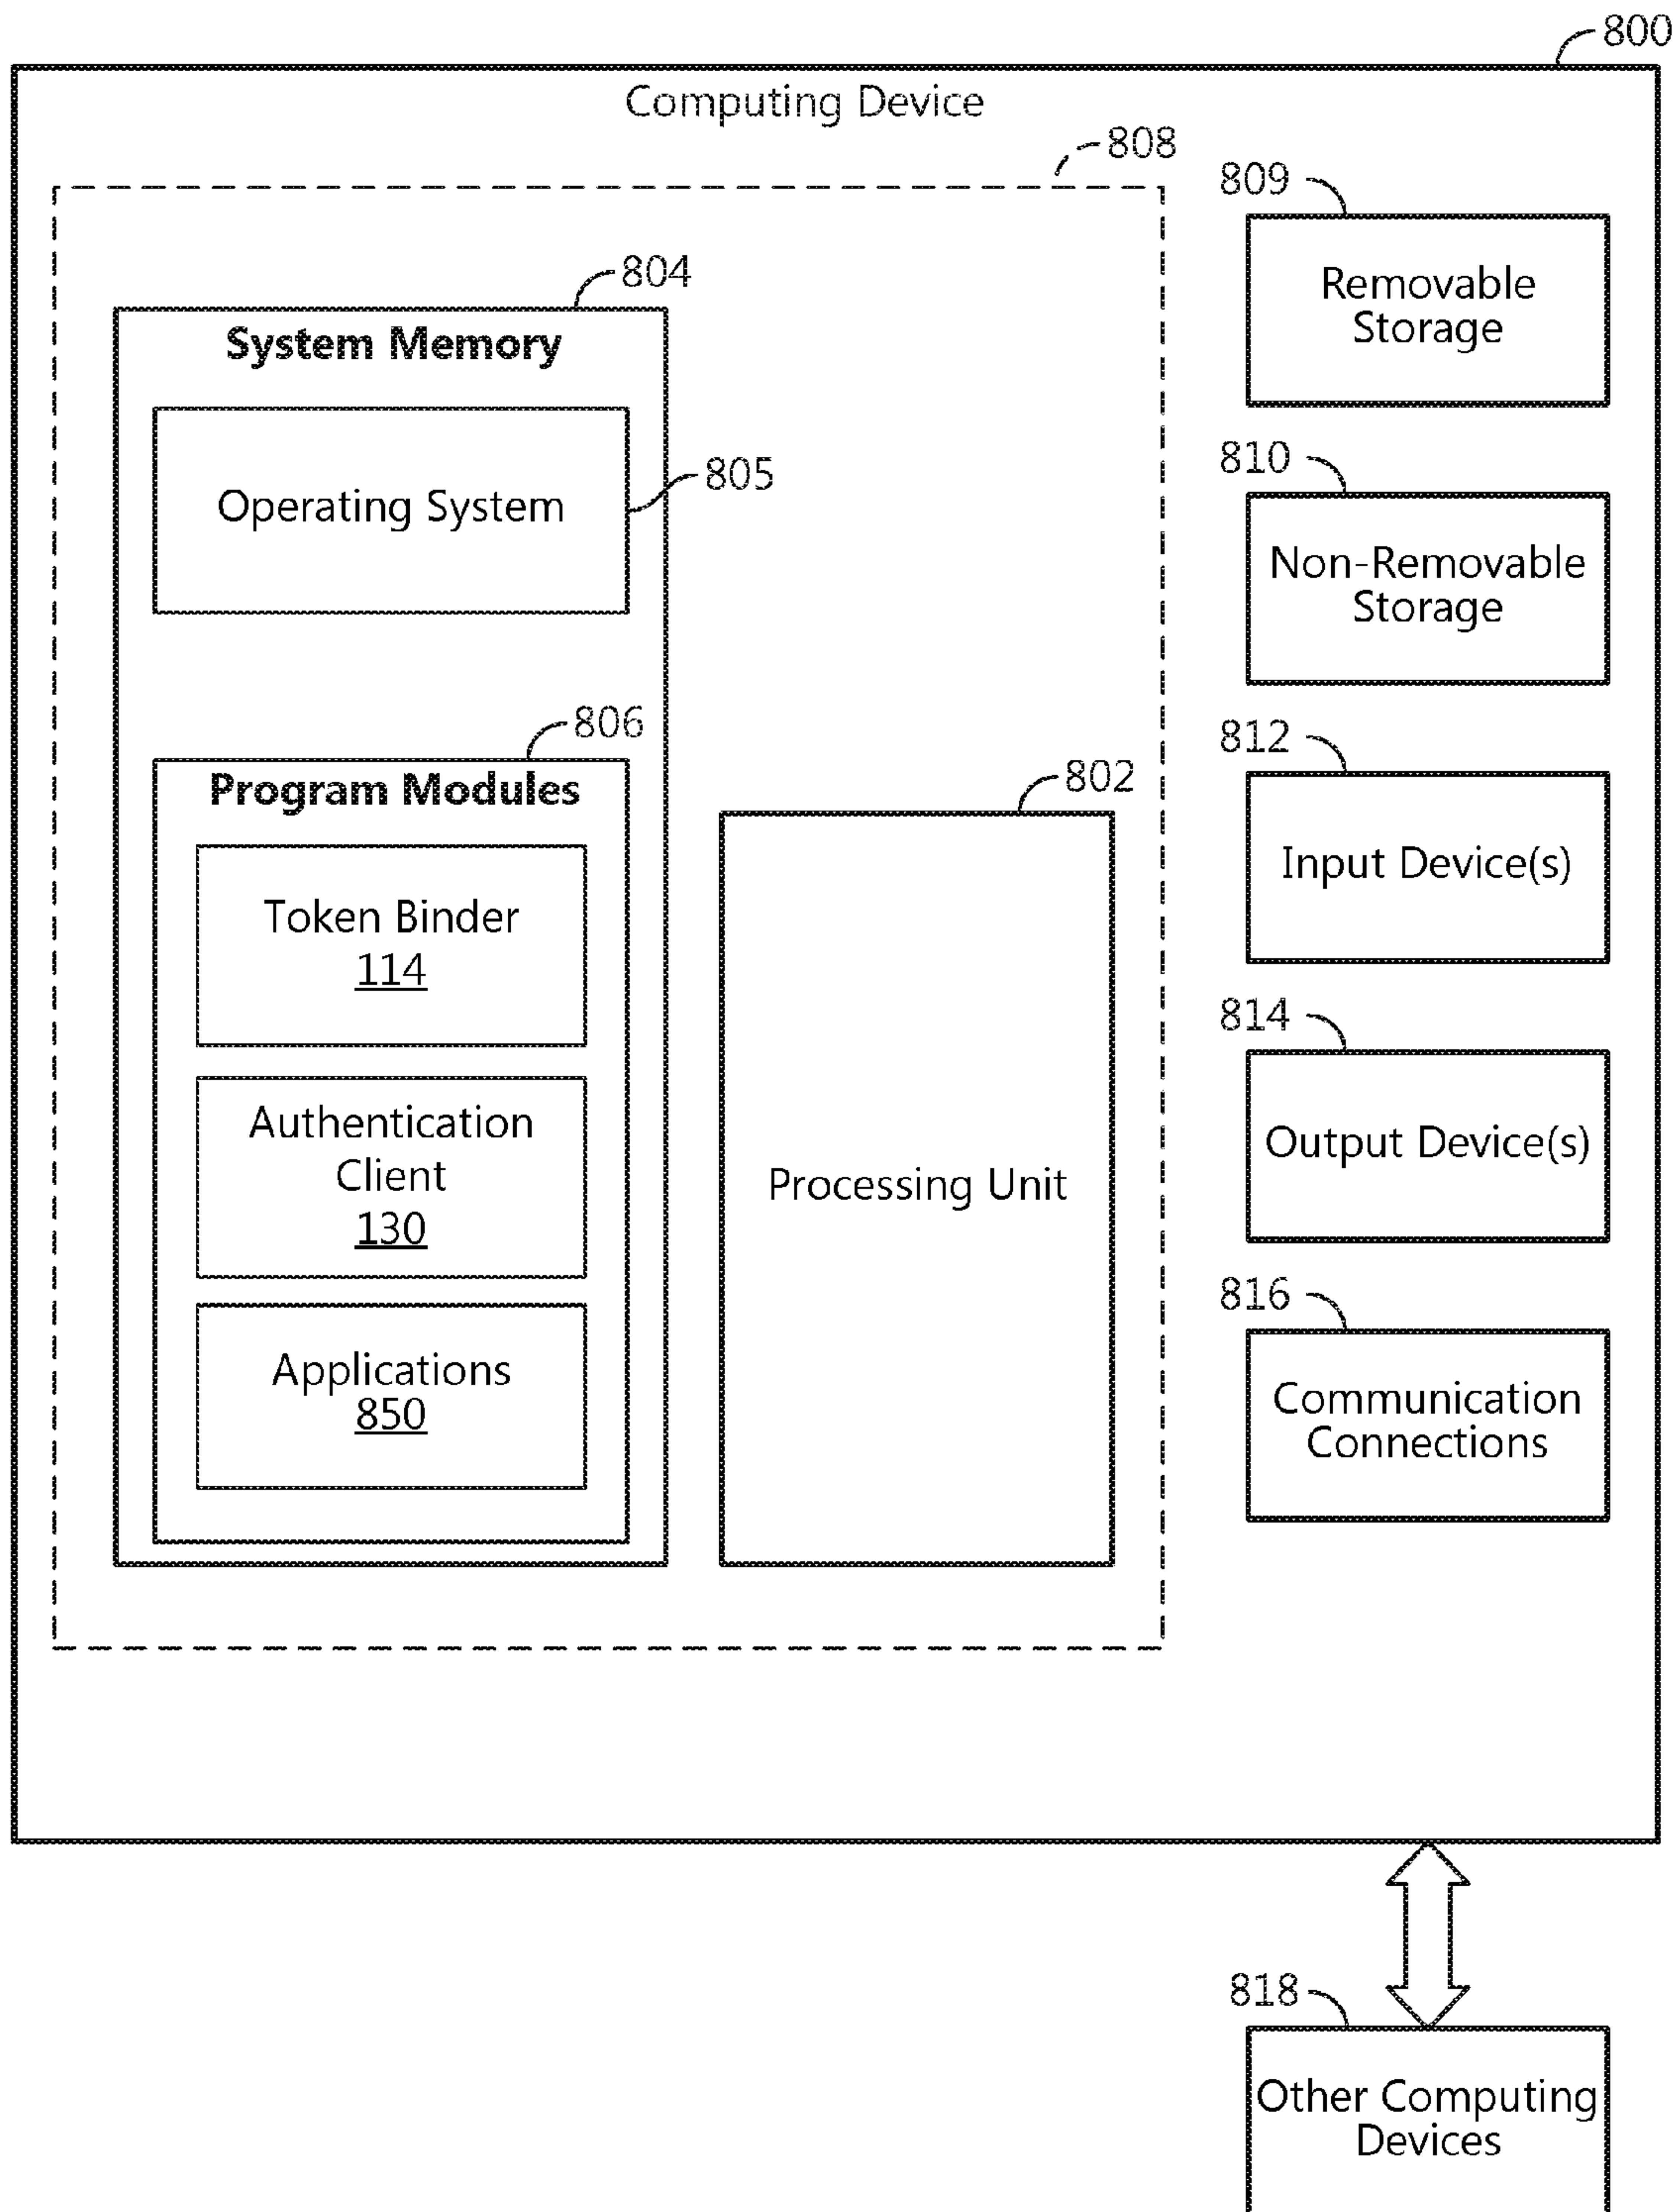 800
Computing Device
808
804
System Memory
Operating System
805
806
Program Modules
Token Binder
114
Authentication
Client
130
Applications
850
802
Processing Unit
809
Removable
Storage
810
Non-Removable
Storage
812
Input Device(s)
814
Output Device(s)
816
Communication
Connections
818
Other Computing
Devices